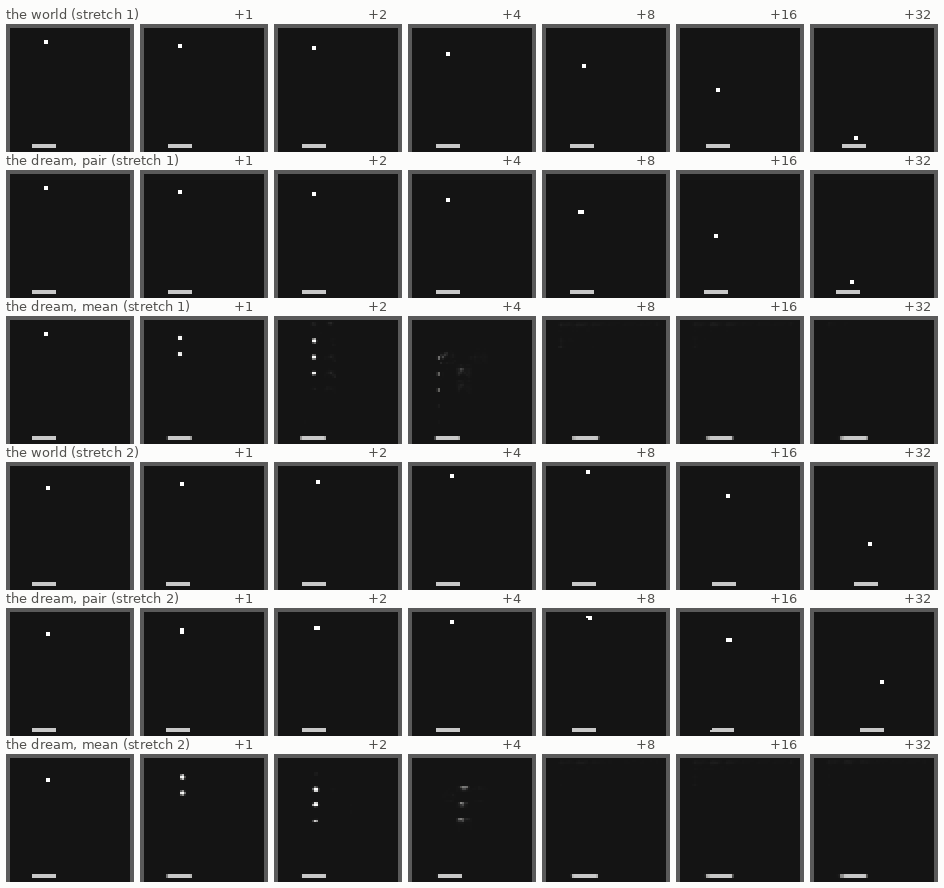 the world (stretch 1) +1 +2 +4 +8 +16 +32
the dream, pair (stretch 1) +1 +2 +4 +8 +16 +32
the dream, mean (stretch 1) +1 +2 +4 +8 +16 +32
the world (stretch 2) +1 +2 +4 +8 +16 +32
the dream, pair (stretch 2) +1 +2 +4 +8 +16 +32
the dream, mean (stretch 2) +1 +2 +4 +8 +16 +32